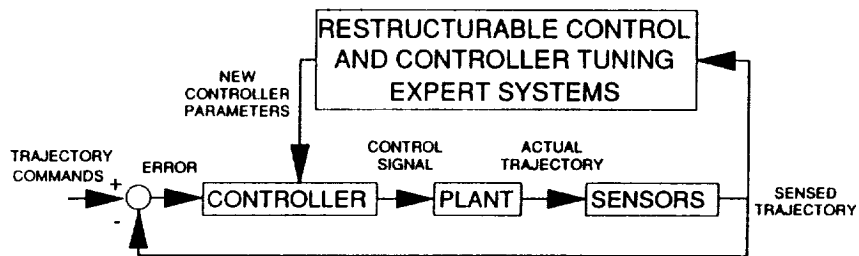 RESTRUCTURABLE CONTROL
AND CONTROLLER TUNING
EXPERT SYSTEMS
NEW
CONTROLLER
PARAMETERS
TRAJECTORY
COMMANDS
+
-
ERROR
CONTROLLER
CONTROL
SIGNAL
PLANT
ACTUAL
TRAJECTORY
SENSORS
SENSED
TRAJECTORY